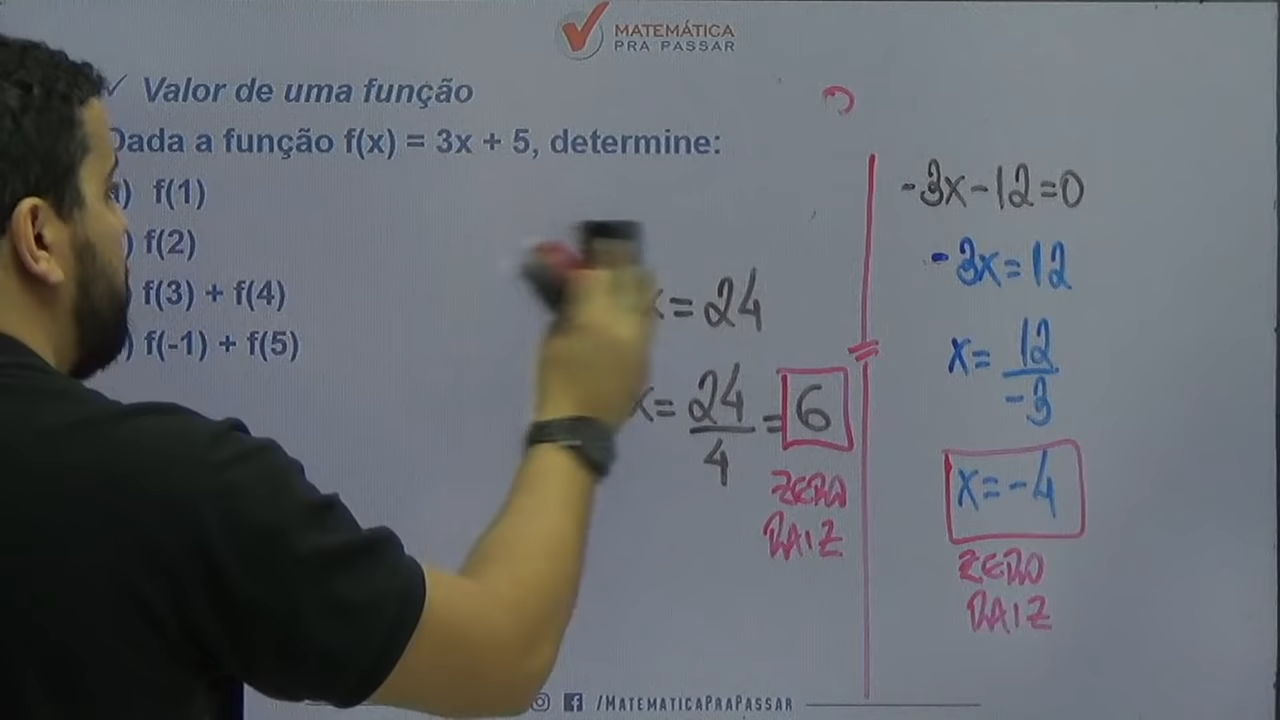 MATEMÁTICA
PRA PASSAR
✓ Valor de uma função
Dada a função f(x) = 3x + 5, determine:
) f(1)
) f(2)
) f(3) + f(4)
) f(-1) + f(5)
x = 24
x = 24/4 = 6
ZERO
RAIZ
-3x-12=0
-3x=12
x= 12/-3
x=-4
ZERO
RAIZ
/MATEMATICAPRAPASSAR